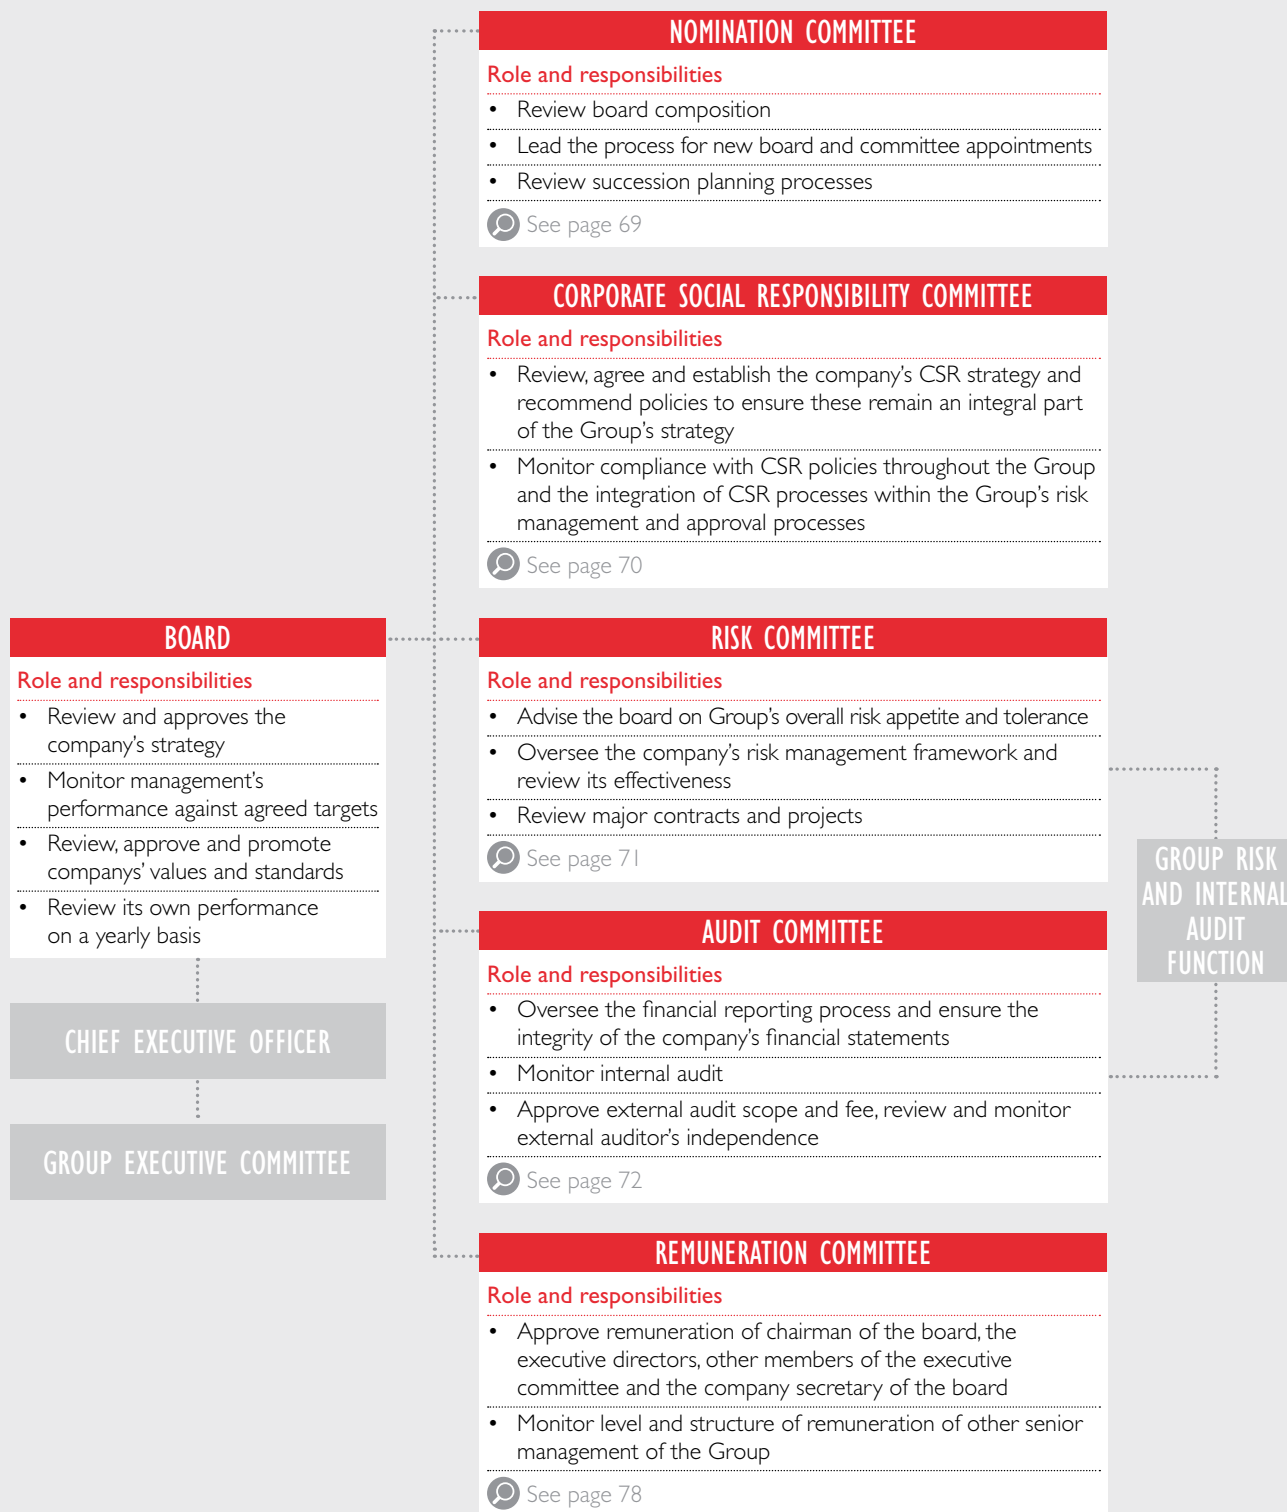 NOMINATION COMMITTEE
Role and responsibilities
• Review board composition
• Lead the process for new board and committee appointments
• Review succession planning processes
See page 69
CORPORATE SOCIAL RESPONSIBILITY COMMITTEE
Role and responsibilities
• Review, agree and establish the company's CSR strategy and
recommend policies to ensure these remain an integral part
of the Group's strategy
• Monitor compliance with CSR policies throughout the Group
and the integration of CSR processes within the Group's risk
management and approval processes
See page 70
BOARD
Role and responsibilities
• Review and approves the
company's strategy
• Monitor management's
performance against agreed targets
• Review, approve and promote
companys' values and standards
• Review its own performance
on a yearly basis
CHIEF EXECUTIVE OFFICER
GROUP EXECUTIVE COMMITTEE
RISK COMMITTEE
Role and responsibilities
• Advise the board on Group's overall risk appetite and tolerance
• Oversee the company's risk management framework and
review its effectiveness
• Review major contracts and projects
See page 71
GROUP RISK
AND INTERNAL
AUDIT
FUNCTION
AUDIT COMMITTEE
Role and responsibilities
• Oversee the financial reporting process and ensure the
integrity of the company's financial statements
• Monitor internal audit
• Approve external audit scope and fee, review and monitor
external auditor's independence
See page 72
REMUNERATION COMMITTEE
Role and responsibilities
• Approve remuneration of chairman of the board, the
executive directors, other members of the executive
committee and the company secretary of the board
• Monitor level and structure of remuneration of other senior
management of the Group
See page 78